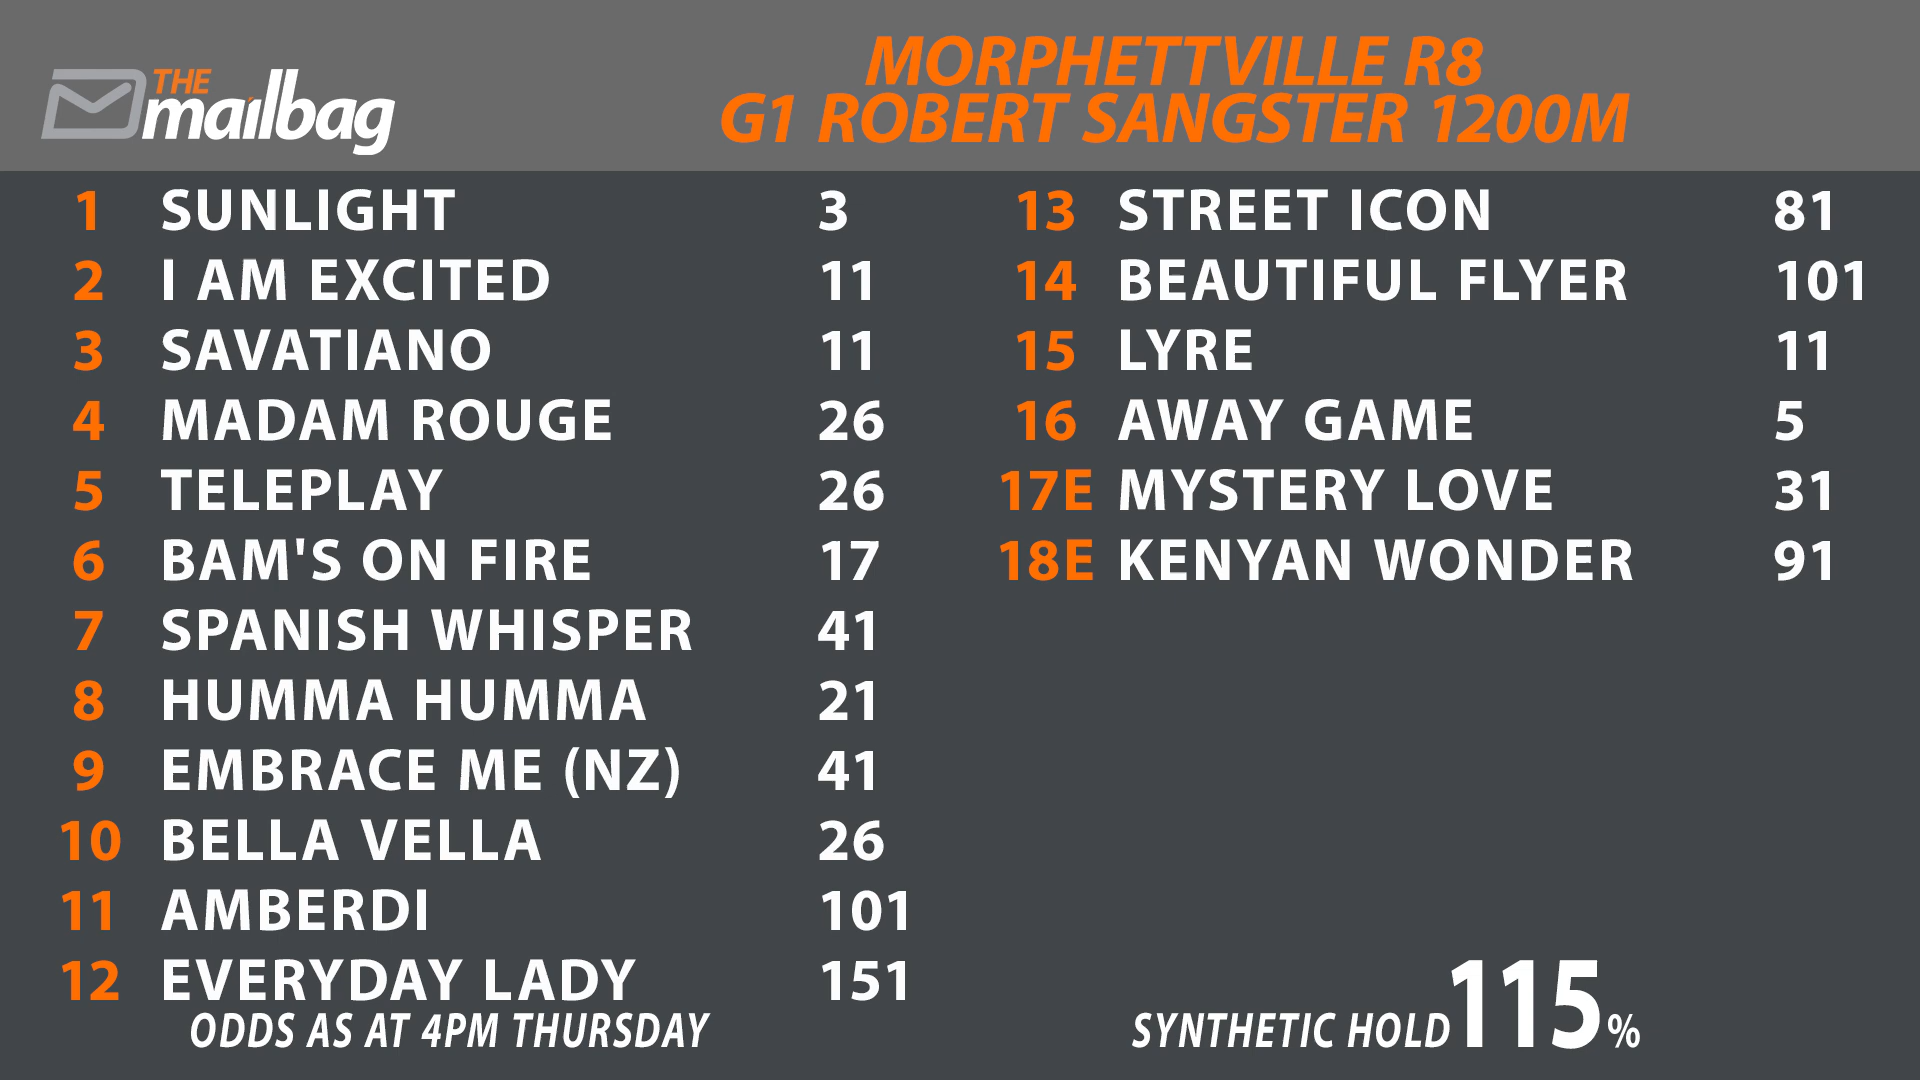 THE
mailbag
MORPHETTVILLE R8
G1 ROBERT SANGSTER 1200M
1 SUNLIGHT 3
2 I AM EXCITED 11
3 SAVATIANO 11
4 MADAM ROUGE 26
5 TELEPLAY 26
6 BAM'S ON FIRE 17
7 SPANISH WHISPER 41
8 HUMMA HUMMA 21
9 EMBRACE ME (NZ) 41
10 BELLA VELLA 26
11 AMBERDI 101
12 EVERYDAY LADY 151
13 STREET ICON 81
14 BEAUTIFUL FLYER 101
15 LYRE 11
16 AWAY GAME 5
17E MYSTERY LOVE 31
18E KENYAN WONDER 91
ODDS AS AT 4PM THURSDAY
SYNTHETIC HOLD 115%